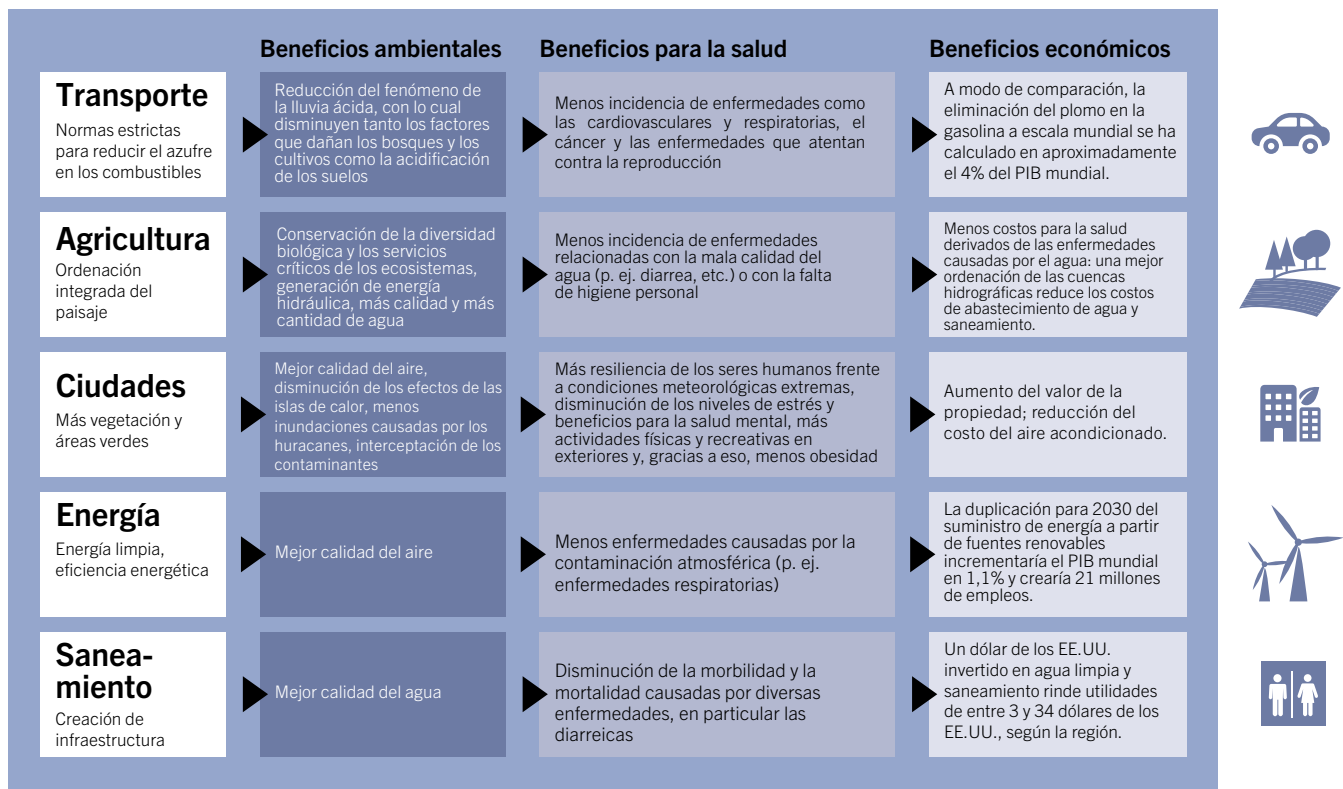 Beneficios ambientales
Beneficios para la salud
Beneficios económicos
Transporte
Normas estrictas
para reducir el azufre
en los combustibles
Reducción del fenómeno de
la lluvia ácida, con lo cual
disminuyen tanto los factores
que dañan los bosques y los
cultivos como la acidificación
de los suelos
Menos incidencia de enfermedades como
las cardiovasculares y respiratorias, el
cáncer y las enfermedades que atentan
contra la reproducción
A modo de comparación, la
eliminación del plomo en la
gasolina a escala mundial se ha
calculado en aproximadamente
el 4% del PIB mundial.
Agricultura
Ordenación
integrada del
paisaje
Conservación de la diversidad
biológica y los servicios
críticos de los ecosistemas,
generación de energía
hidráulica, más calidad y más
cantidad de agua
Menos incidencia de enfermedades
relacionadas con la mala calidad del
agua (p. ej. diarrea, etc.) o con la falta
de higiene personal
Menos costos para la salud
derivados de las enfermedades
causadas por el agua: una mejor
ordenación de las cuencas
hidrográficas reduce los costos
de abastecimiento de agua y
saneamiento.
Ciudades
Más vegetación y
áreas verdes
Mejor calidad del aire,
disminución de los efectos de las
islas de calor, menos
inundaciones causadas por los
huracanes, interceptación de los
contaminantes
Más resiliencia de los seres humanos frente
a condiciones meteorológicas extremas,
disminución de los niveles de estrés y
beneficios para la salud mental, más
actividades físicas y recreativas en
exteriores y, gracias a eso, menos obesidad
Aumento del valor de la
propiedad; reducción del
costo del aire acondicionado.
Energía
Energía limpia,
eficiencia energética
Mejor calidad del aire
Menos enfermedades causadas por la
contaminación atmosférica (p. ej.
enfermedades respiratorias)
La duplicación para 2030 del
suministro de energía a partir
de fuentes renovables
incrementaría el PIB mundial
en 1,1% y crearía 21 millones
de empleos.
Sanea-
miento
Creación de
infraestructura
Mejor calidad del agua
Disminución de la morbilidad y la
mortalidad causadas por diversas
enfermedades, en particular las
diarreicas
Un dólar de los EE.UU.
invertido en agua limpia y
saneamiento rinde utilidades
de entre 3 y 34 dólares de los
EE.UU., según la región.